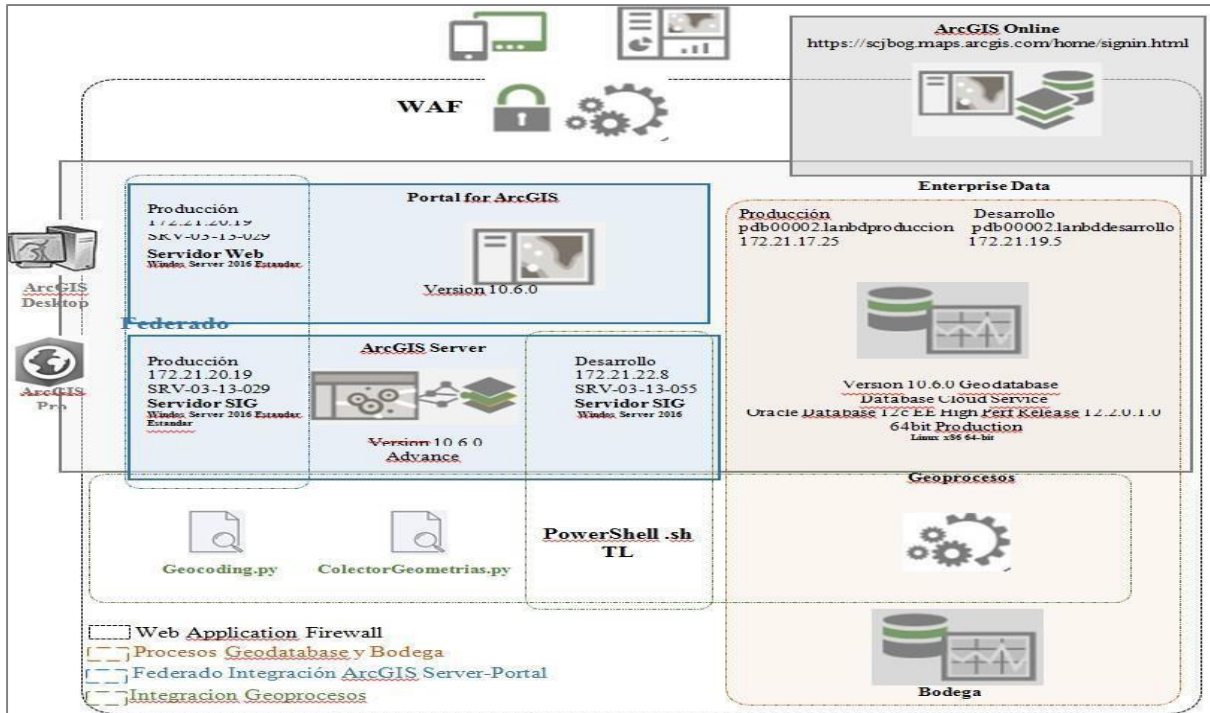 ArcGIS Online
https://scjbog.maps.arcgis.com/home/signin.html
WAF
Enterprise Data
Portal for ArcGIS
Producción
172.21.20.19
SRV-03-13-029
Servidor Web
Windos Server 2016 Estandar
Version 10.6.0
Producción
pdb00002.lanbdproduccion
172.21.17.25
Desarrollo
pdb00002.lanbddesarrollo
172.21.19.5
ArcGIS
Desktop
Federado
ArcGIS Server
Producción
172.21.20.19
SRV-03-13-029
Servidor SIG
Windos Server 2016 Estandar
Estandar
Version 10.6.0
Advance
Desarrollo
172.21.22.8
SRV-03-13-055
Servidor SIG
Windos Server 2016
ArcGIS
Pro
Version 10.6.0 Geodatabase
Database Cloud Service
Oracle Database 12c EE High Perf Release 12.2.0.1.0
64bit Production
Linux x86 64-bit
Geoprocesos
PowerShell .sh
TL
Geocoding.py
ColectorGeometrias.py
Web Application Firewall
Procesos Geodatabase y Bodega
Federado Integración ArcGIS Server-Portal
Integracion Geoprocesos
Bodega